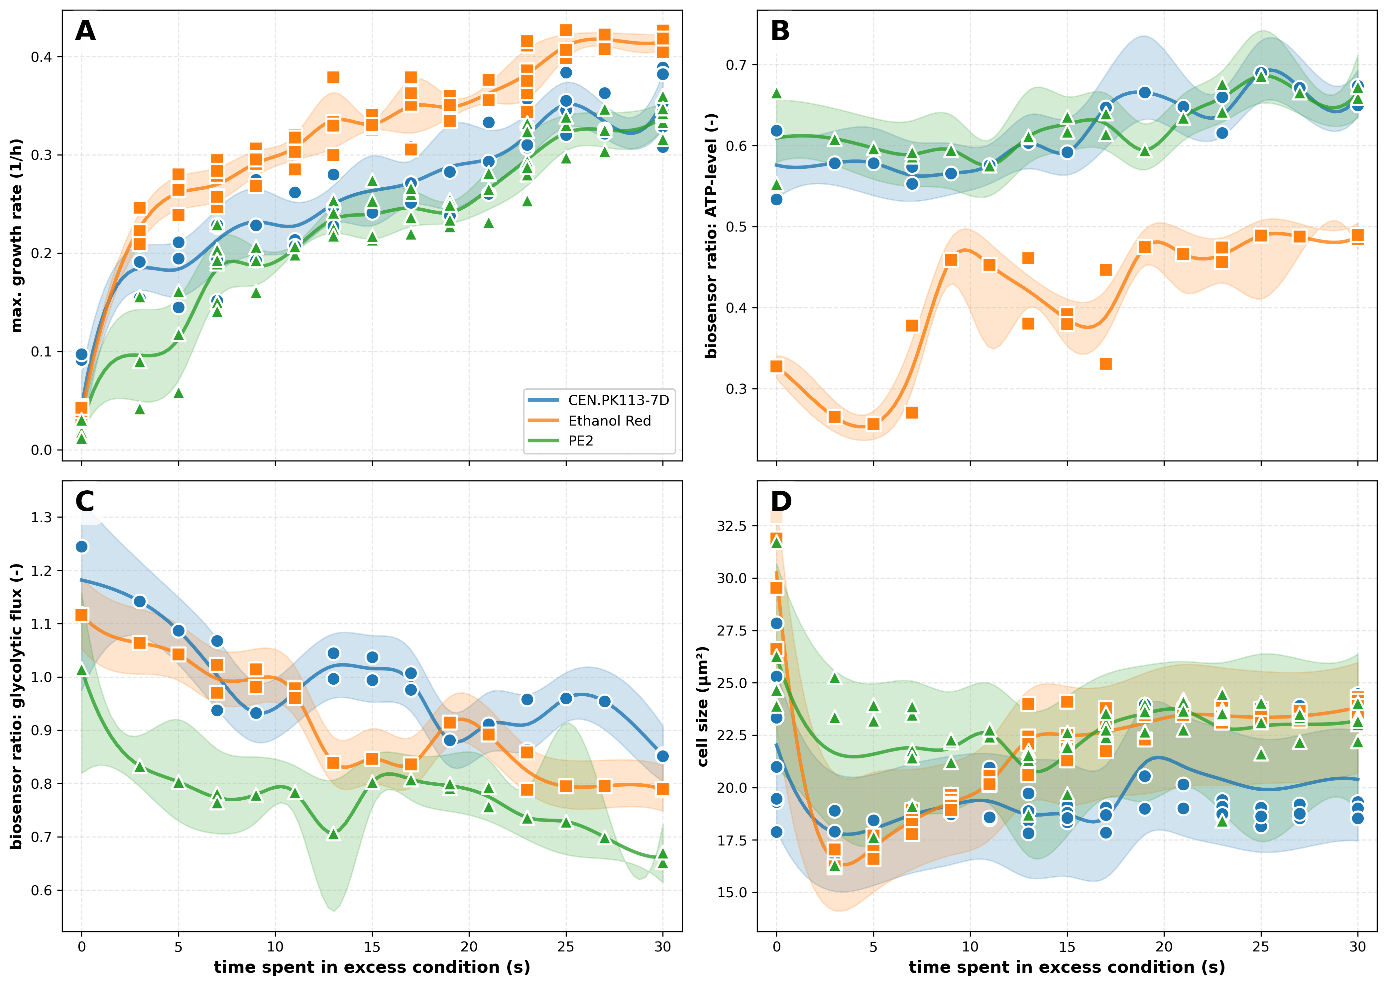 A
max. growth rate (1/h)
0.4
0.3
0.2
0.1
0.0
CEN.PK113-7D
Ethanol Red
PE2
B
biosensor ratio: ATP-level (-)
0.7
0.6
0.5
0.4
0.3
C
biosensor ratio: glycolytic flux (-)
1.3
1.2
1.1
1.0
0.9
0.8
0.7
0.6
0 5 10 15 20 25 30
time spent in excess condition (s)
D
cell size (µm²)
32.5
30.0
27.5
25.0
22.5
20.0
17.5
15.0
0 5 10 15 20 25 30
time spent in excess condition (s)